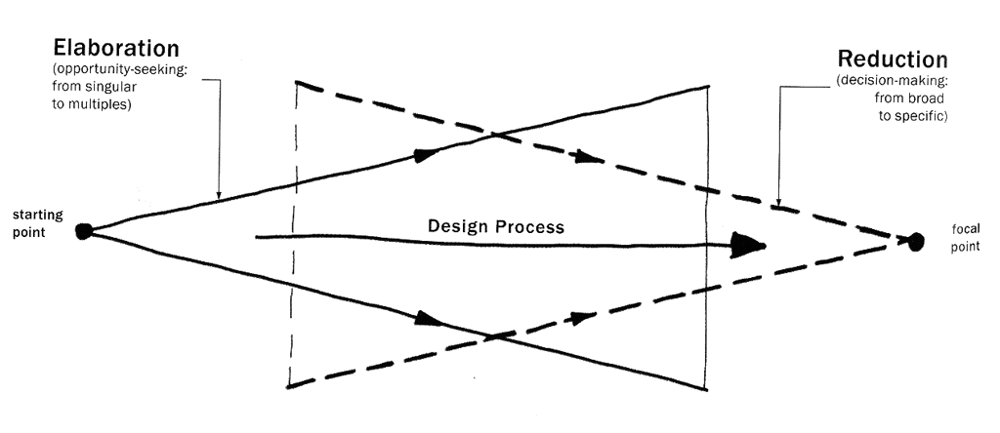 Elaboration
(opportunity-seeking:
from singular
to multiples)
Reduction
(decision-making:
from broad
to specific)
starting
point
Design Process
focal
point